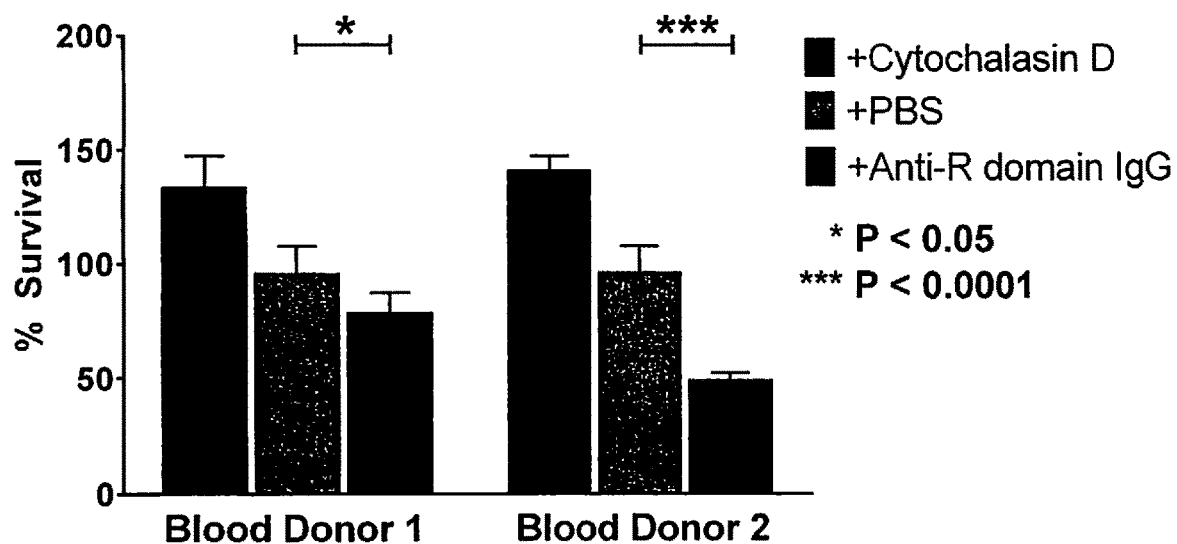 200
150
100
50
0
% Survival
*
***
+Cytochalasin D
+PBS
+Anti-R domain IgG
* P < 0.05
*** P < 0.0001
Blood Donor 1
Blood Donor 2